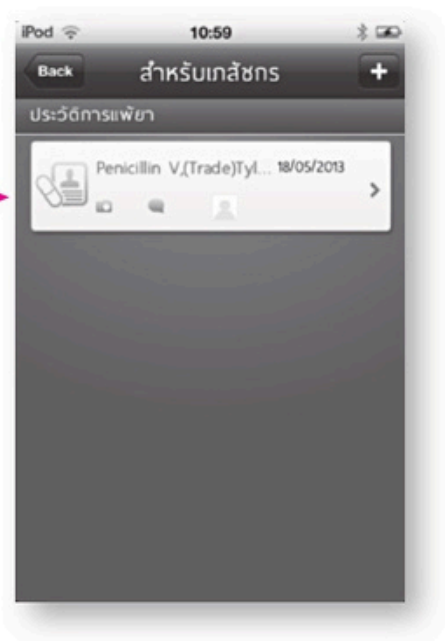 iPod 10:59
Back สำหรับเภสัชกร +
ประวัติการแพ้ยา
Penicillin V,(Trade)Tyl... 18/05/2013